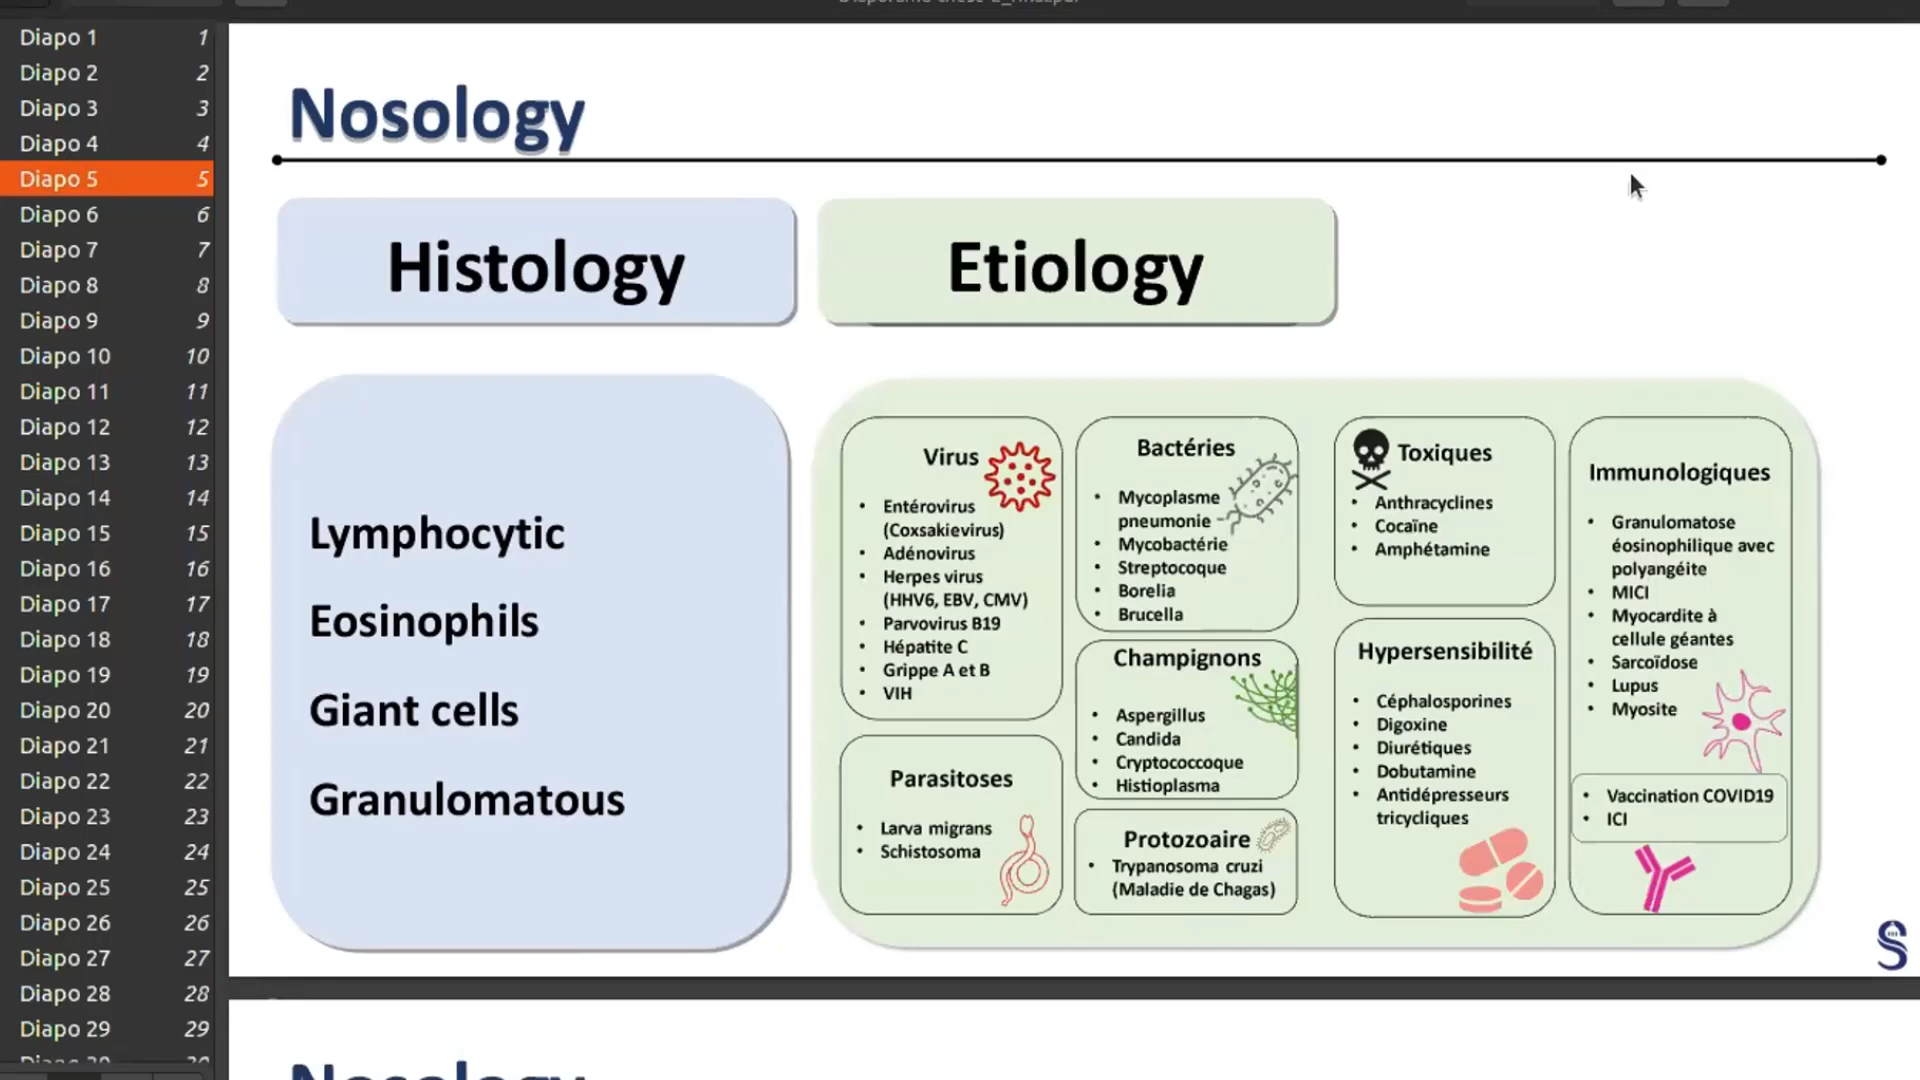 Diapo 1 1
Diapo 2 2
Diapo 3 3
Diapo 4 4
Diapo 5 5
Diapo 6 6
Diapo 7 7
Diapo 8 8
Diapo 9 9
Diapo 10 10
Diapo 11 11
Diapo 12 12
Diapo 13 13
Diapo 14 14
Diapo 15 15
Diapo 16 16
Diapo 17 17
Diapo 18 18
Diapo 19 19
Diapo 20 20
Diapo 21 21
Diapo 22 22
Diapo 23 23
Diapo 24 24
Diapo 25 25
Diapo 26 26
Diapo 27 27
Diapo 28 28
Diapo 29 29
Nosology
Histology
Lymphocytic
Eosinophils
Giant cells
Granulomatous
Etiology
Virus
• Entérovirus
(Coxsakievirus)
• Adénovirus
• Herpes virus
(HHV6, EBV, CMV)
• Parvovirus B19
• Hépatite C
• Grippe A et B
• VIH
Parasitoses
• Larva migrans
• Schistosoma
Bactéries
• Mycoplasme
pneumonie
• Mycobactérie
• Streptocoque
• Borelia
• Brucella
Champignons
• Aspergillus
• Candida
• Cryptococcoque
• Histioplasma
Protozoaire
• Trypanosoma cruzi
(Maladie de Chagas)
Toxiques
• Anthracyclines
• Cocaïne
• Amphétamine
Hypersensibilité
• Céphalosporines
• Digoxine
• Diurétiques
• Dobutamine
• Antidépresseurs
tricycliques
Immunologiques
• Granulomatose
éosinophilique avec
polyangéite
• MICI
• Myocardite à
cellule géantes
• Sarcoïdose
• Lupus
• Myosite
• Vaccination COVID19
• ICI
S
Nosology